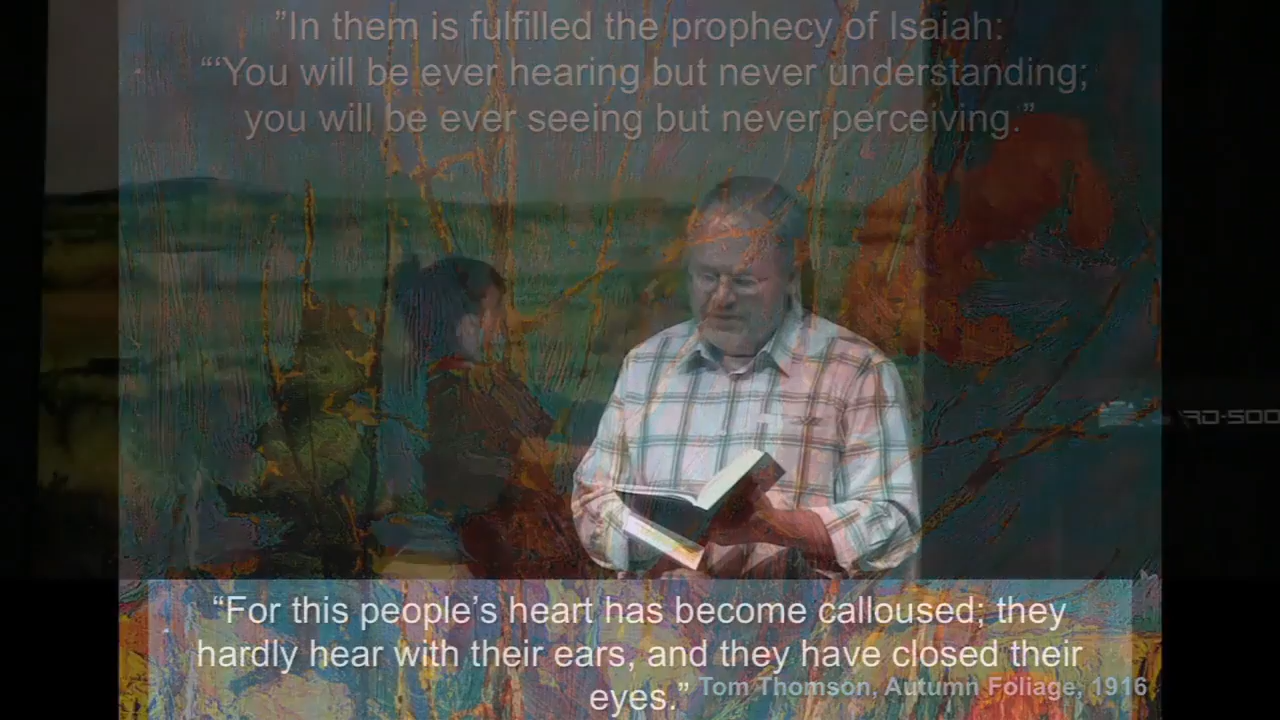 ”In them is fulfilled the prophecy of Isaiah:
“‘You will be ever hearing but never understanding;
you will be ever seeing but never perceiving.”
RD-500
“For this people’s heart has become calloused; they
hardly hear with their ears, and they have closed their
eyes.”
Tom Thomson, Autumn Foliage, 1916